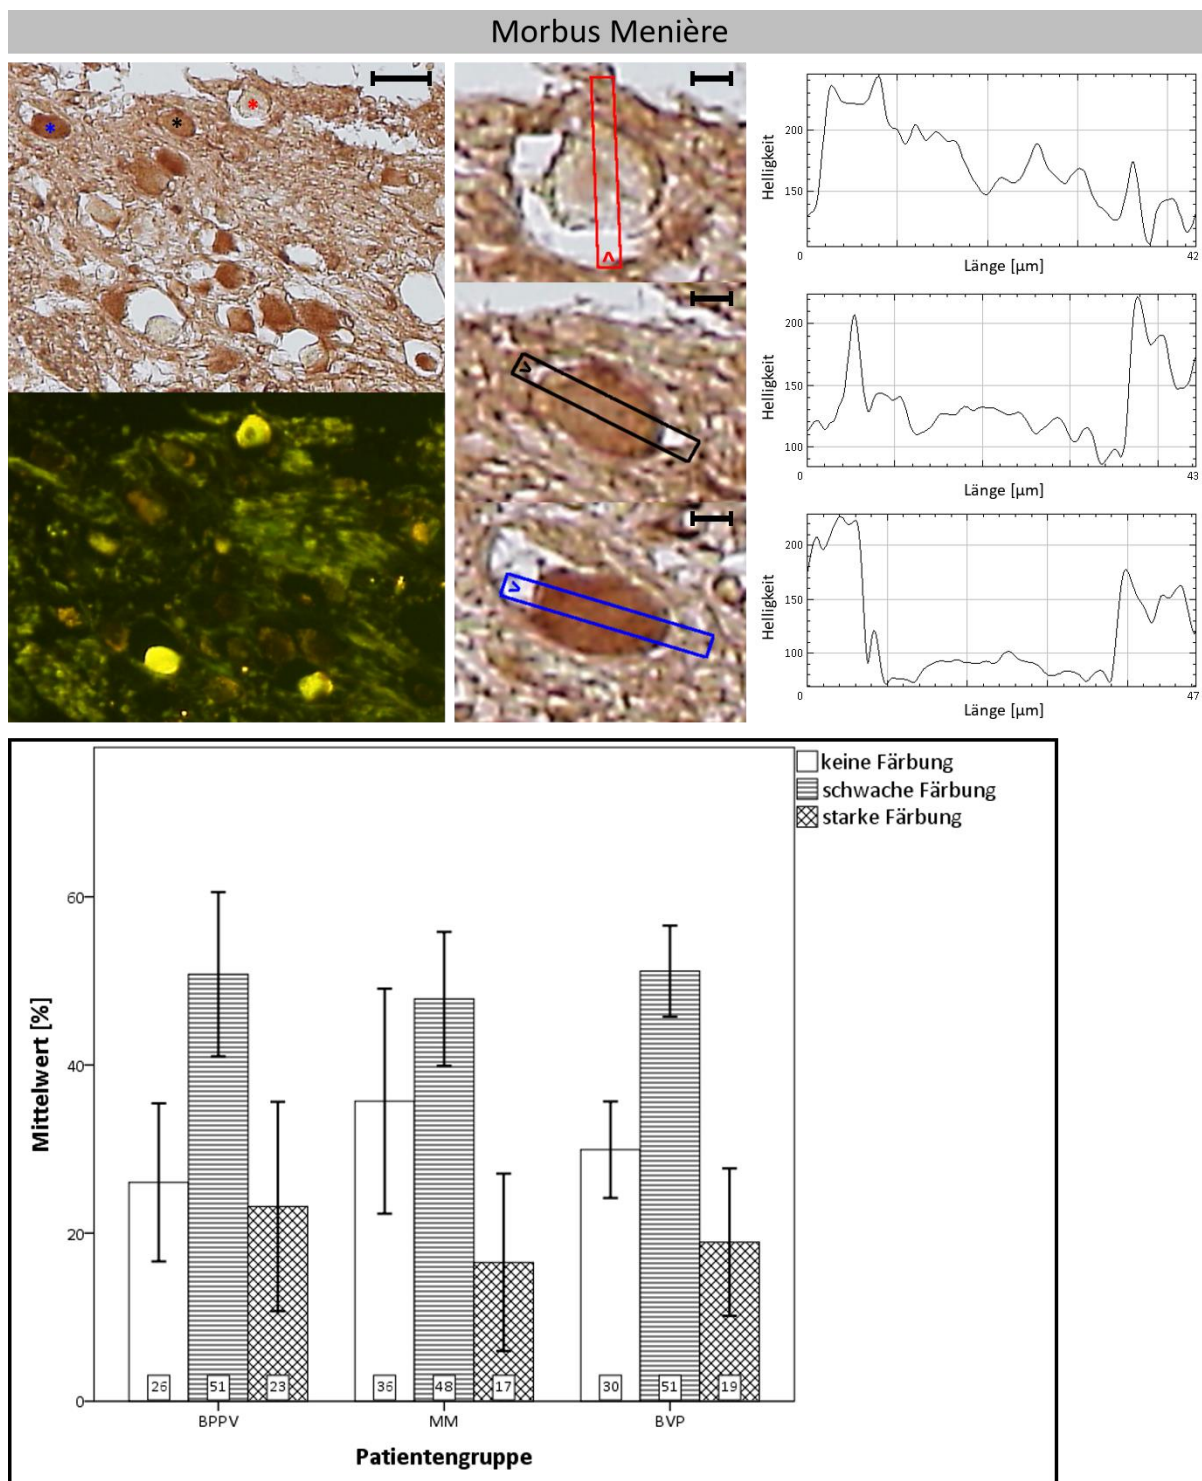 Morbus Menière
*
*
*
Helligkeit
200
150
0
42
Länge [µm]
Helligkeit
200
150
100
0
43
Länge [µm]
Helligkeit
200
150
100
0
47
Länge [µm]
keine Färbung
schwache Färbung
starke Färbung
Mittelwert [%]
60
40
20
0
26 51 23 36 48 17 30 51 19
BPPV MM BVP
Patientengruppe